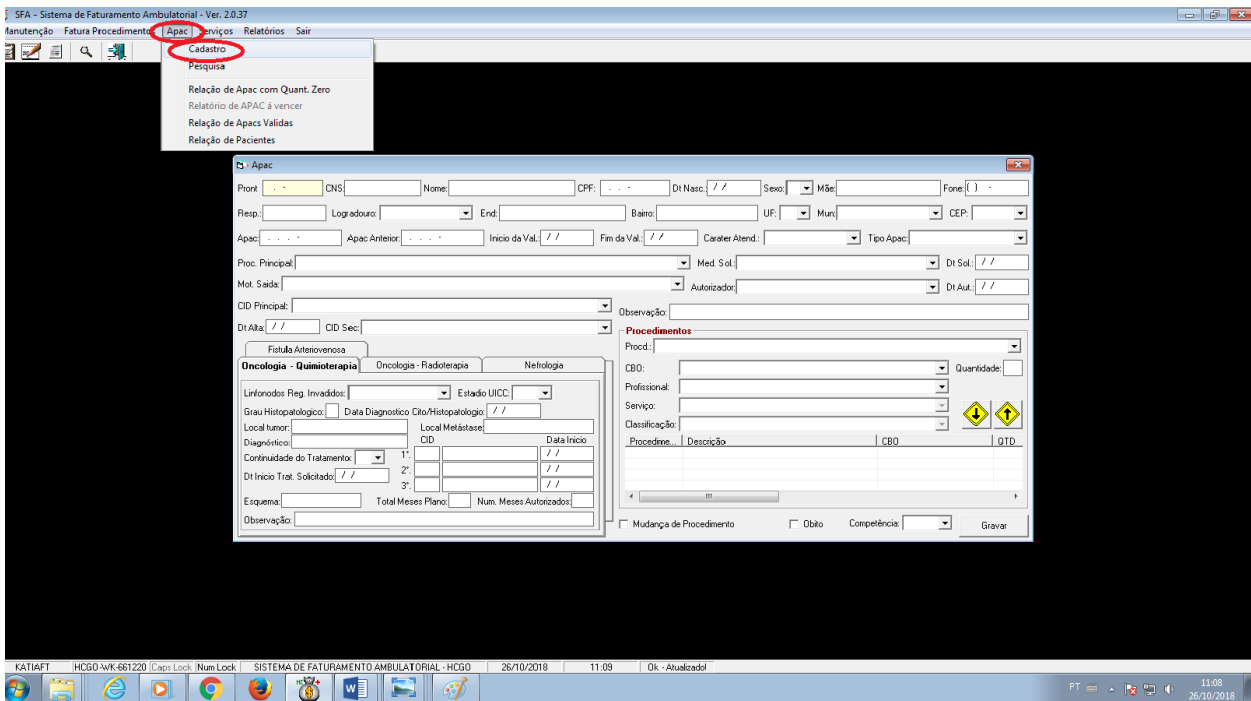 SFA - Sistema de Faturamento Ambulatorial - Ver. 2.0.37
Manutenção Fatura Procedimento Apac Serviços Relatórios Sair
Cadastro
Pesquisa
Relação de Apac com Quant. Zero
Relatório de APAC á vencer
Relação de Apacs Validas
Relação de Pacientes
Apac
Pront . - CNS: Nome: CPF: . . - Dt Nasc.: / / Sexo: Mãe: Fone: ( ) -
Resp.: Logradouro: End: Bairro: UF: Mun: CEP:
Apac: . . . - Apac Anterior: . . . - Inicio da Val.: / / Fim da Val.: / / Carater Atend.: Tipo Apac:
Proc. Principal: Med. Sol.: Dt Sol.: / /
Mot. Saida: Autorizador: Dt Aut.: / /
CID Principal: Observação:
Dt Alta: / / CID Sec: Procedimentos
Fistula Arteriovenosa Procd.:
Oncologia - Quimioterapia Oncologia - Radioterapia Nefrologia CBO: Quantidade:
Linfonodos Reg. Invadidos: Estadio UICC: Profissional:
Grau Histopatologico: Data Diagnostico Cito/Histopatologio: / / Serviço:
Local tumor: Local Metástase: Classificação:
Diagnóstico: CID Data Inicio Procedime... Descrição CBO QTD
Continuidade do Tratamento: 1°. / /
Dt Inicio Trat. Solicitado: / / 2°. / /
3°. / /
Esquema: Total Meses Plano: Num. Meses Autorizados:
Observação: Mudança de Procedimento Obito Competência: Gravar
KATIAFT HCGO-WK-661220 Caps Lock Num Lock SISTEMA DE FATURAMENTO AMBULATORIAL - HCGO 26/10/2018 11:09 Ok - Atualizado!
PT 11:08
26/10/2018